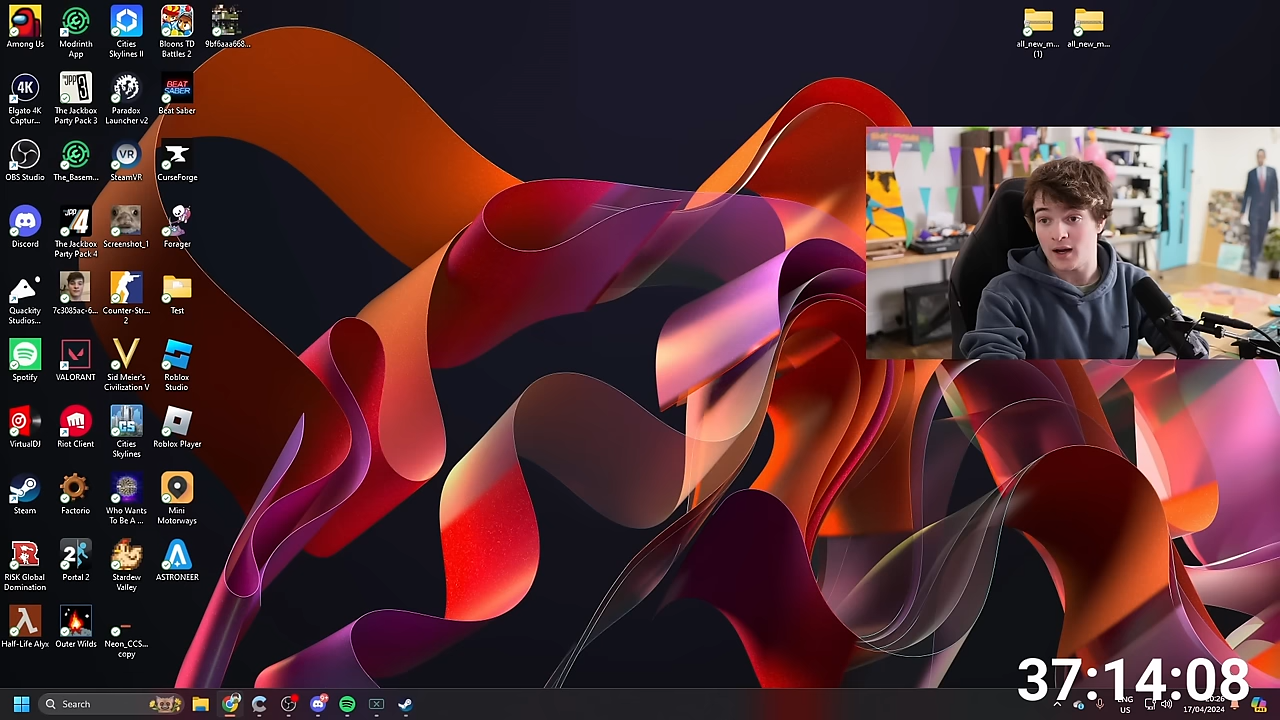 Among Us
Modrinth App
Cities Skylines II
Bloons TD Battles 2
9bf6aaa668...
all_new_m... (1)
all_new_m...
4K
Elgato 4K Captur...
The Jackbox Party Pack 3
Paradox Launcher v2
BEAT SABER
Beat Saber
OBS Studio
The_Basem...
VR
SteamVR
CurseForge
Discord
The Jackbox Party Pack 4
Screenshot_1
Forager
Quackity Studios...
7c3085ac-6...
Counter-Str... 2
Test
Spotify
VALORANT
Sid Meier's Civilization V
Roblox Studio
VirtualDJ
Riot Client
Cities Skylines
Roblox Player
Steam
Factorio
Who Wants To Be A ...
Mini Motorways
RISK Global Domination
Portal 2
Stardew Valley
ASTRONEER
Half-Life Alyx
Outer Wilds
Neon_CCS... copy
37:14:08
Search
ENG
US
20:26
17/04/2024